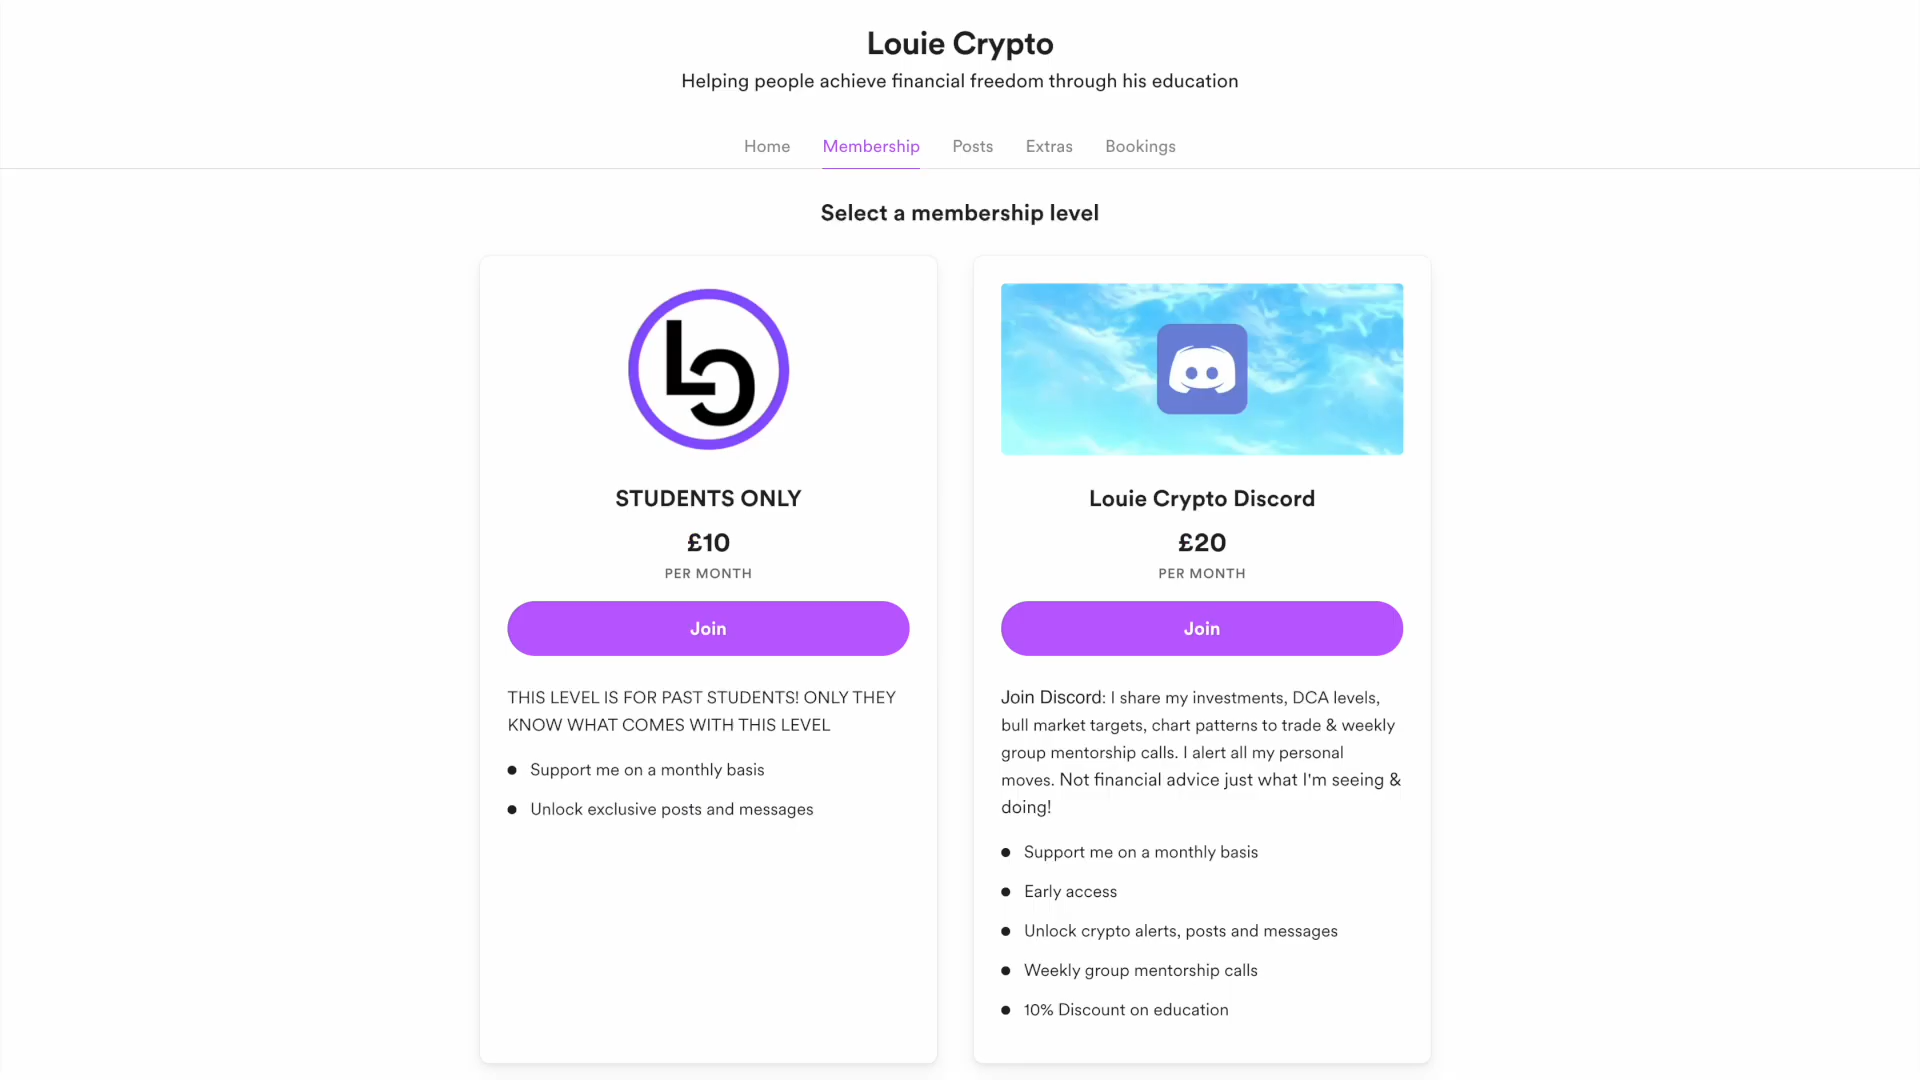 Louie Crypto
Helping people achieve financial freedom through his education
Home Membership Posts Extras Bookings
Select a membership level
STUDENTS ONLY
£10
PER MONTH
Join
THIS LEVEL IS FOR PAST STUDENTS! ONLY THEY
KNOW WHAT COMES WITH THIS LEVEL
Support me on a monthly basis
Unlock exclusive posts and messages
Louie Crypto Discord
£20
PER MONTH
Join
Join Discord: I share my investments, DCA levels,
bull market targets, chart patterns to trade & weekly
group mentorship calls. I alert all my personal
moves. Not financial advice just what I'm seeing &
doing!
Support me on a monthly basis
Early access
Unlock crypto alerts, posts and messages
Weekly group mentorship calls
10% Discount on education